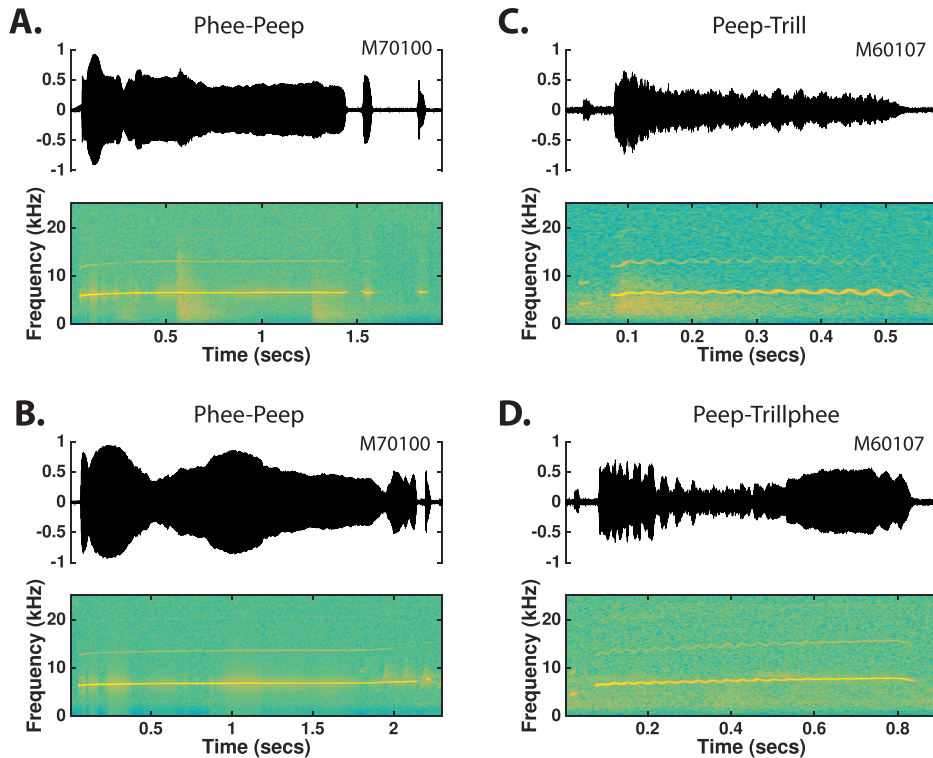 A.
Phee-Peep
M70100
1
0.5
0
-0.5
-1
Frequency (kHz)
20
10
0
0.5 1 1.5
Time (secs)
C.
Peep-Trill
M60107
1
0.5
0
-0.5
-1
Frequency (kHz)
20
10
0
0.1 0.2 0.3 0.4 0.5
Time (secs)
B.
Phee-Peep
M70100
1
0.5
0
-0.5
-1
Frequency (kHz)
20
10
0
0.5 1 1.5 2
Time (secs)
D.
Peep-Trillphee
M60107
1
0.5
0
-0.5
-1
Frequency (kHz)
20
10
0
0.2 0.4 0.6 0.8
Time (secs)